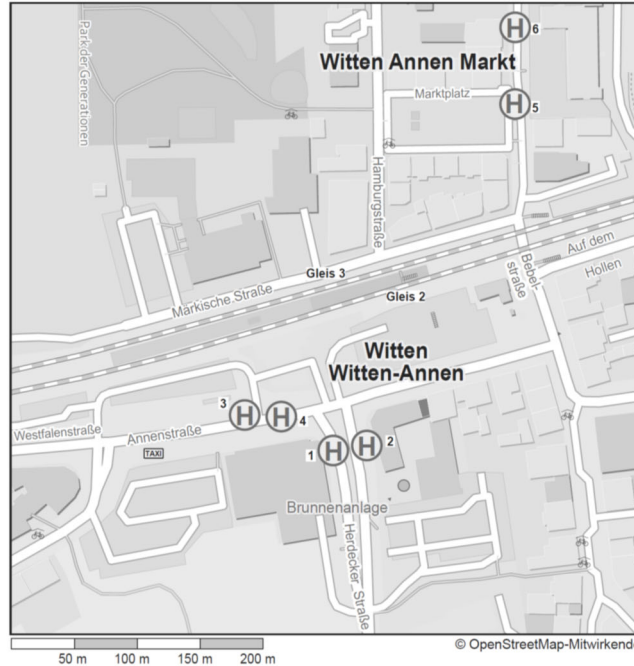 Park der
Generationen
Witten Annen Markt
H
6
Marktplatz
H
5
Hamburgstraße
Gleis 3
Märkische Straße
Gleis 2
Bebel-
straße
Auf dem
Höllen
Witten
Witten-Annen
3
H
H
4
Westfalenstraße
Annenstraße
TAXI
1
H
H
2
Brunnenanlage
Herdecker Straße
50 m
100 m
150 m
200 m
© OpenStreetMap-Mitwirkend